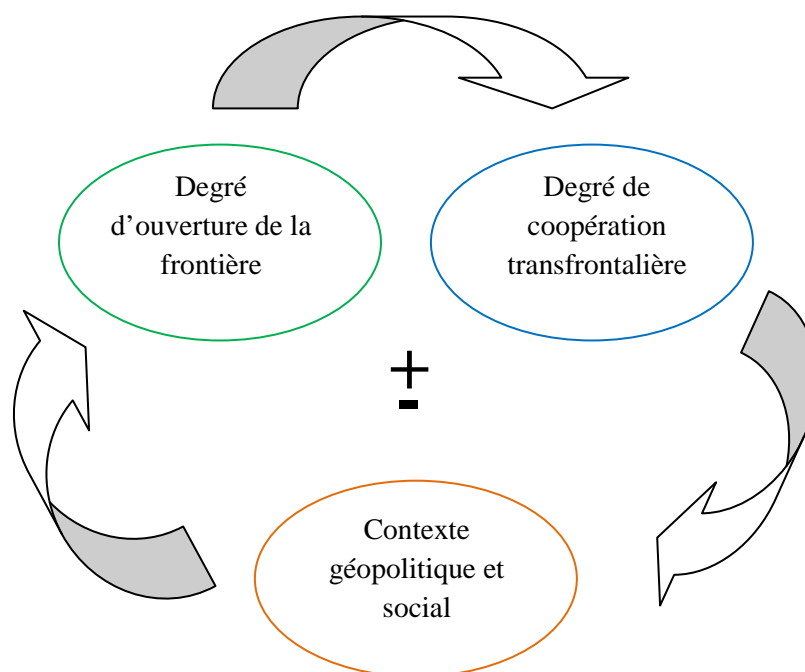 Degré
d’ouverture de la
frontière
Degré de
coopération
transfrontalière
+
-
Contexte
géopolitique et
social